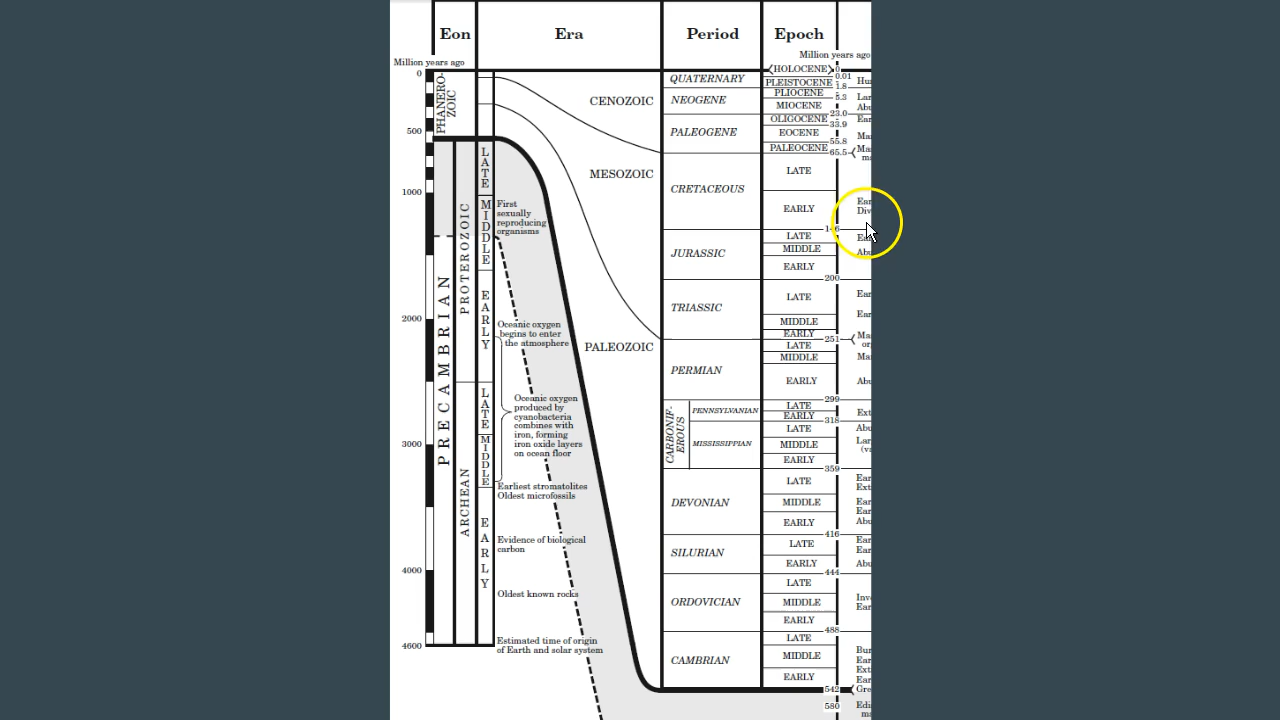 Eon
Era
Period
Epoch
Million years ago
Million years ago
0
500
1000
2000
3000
4000
4600
PHANERO-
ZOIC
PRECAMBRIAN
PROTEROZOIC
ARCHEAN
LATE
MIDDLE
EARLY
LATE
MIDDLE
EARLY
First
sexually
reproducing
organisms
Oceanic oxygen
begins to enter
the atmosphere
Oceanic oxygen
produced by
cyanobacteria
combines with
iron, forming
iron oxide layers
on ocean floor
Earliest stromatolites
Oldest microfossils
Evidence of biological
carbon
Oldest known rocks
Estimated time of origin
of Earth and solar system
CENOZOIC
MESOZOIC
PALEOZOIC
QUATERNARY
NEOGENE
PALEOGENE
CRETACEOUS
JURASSIC
TRIASSIC
PERMIAN
CARBONIF-
EROUS
PENNSYLVANIAN
MISSISSIPPIAN
DEVONIAN
SILURIAN
ORDOVICIAN
CAMBRIAN
HOLOCENE 0
0.01
PLEISTOCENE
1.8
PLIOCENE
5.3
MIOCENE
23.0
OLIGOCENE
33.9
EOCENE
55.8
PALEOCENE
65.5
LATE
EARLY
146
LATE
MIDDLE
EARLY
200
LATE
MIDDLE
EARLY
251
LATE
MIDDLE
EARLY
299
LATE
EARLY
318
LATE
MIDDLE
EARLY
359
LATE
MIDDLE
EARLY
416
LATE
EARLY
444
LATE
MIDDLE
EARLY
488
LATE
MIDDLE
EARLY
542
580